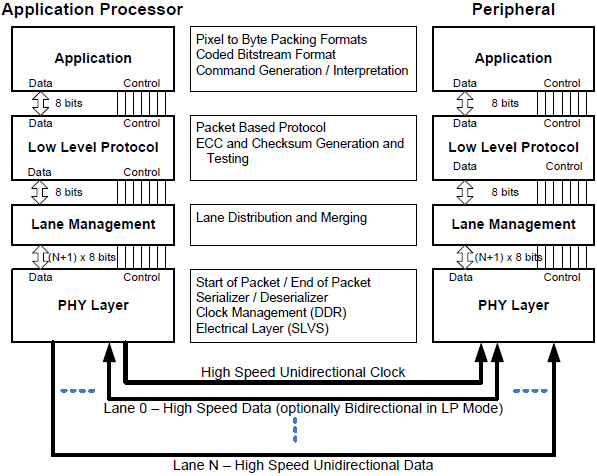 Application Processor
Peripheral
Application
Data
Control
8 bits
Data
Control
Low Level Protocol
Data
Control
8 bits
Lane Management
(N+1) x 8 bits
Data
Control
PHY Layer
Pixel to Byte Packing Formats
Coded Bitstream Format
Command Generation / Interpretation
Packet Based Protocol
ECC and Checksum Generation and
Testing
Lane Distribution and Merging
Start of Packet / End of Packet
Serializer / Deserializer
Clock Management (DDR)
Electrical Layer (SLVS)
Application
Data
Control
8 bits
Data
Control
Low Level Protocol
Data
Control
8 bits
Lane Management
(N+1) x 8 bits
Data
Control
PHY Layer
High Speed Unidirectional Clock
Lane 0 – High Speed Data (optionally Bidirectional in LP Mode)
Lane N – High Speed Unidirectional Data